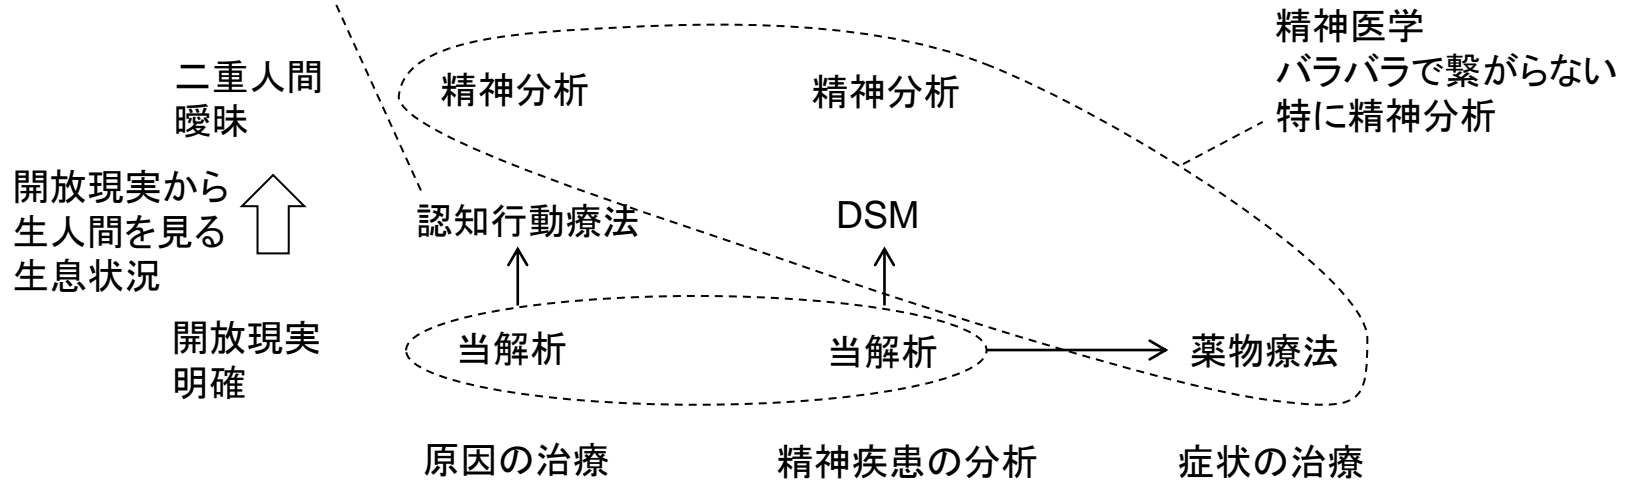 精神医学
バラバラで繋がらない
特に精神分析
二重人間
曖昧
精神分析
精神分析
開放現実から
生人間を見る
生息状況
認知行動療法
DSM
開放現実
明確
当解析
当解析
薬物療法
原因の治療
精神疾患の分析
症状の治療